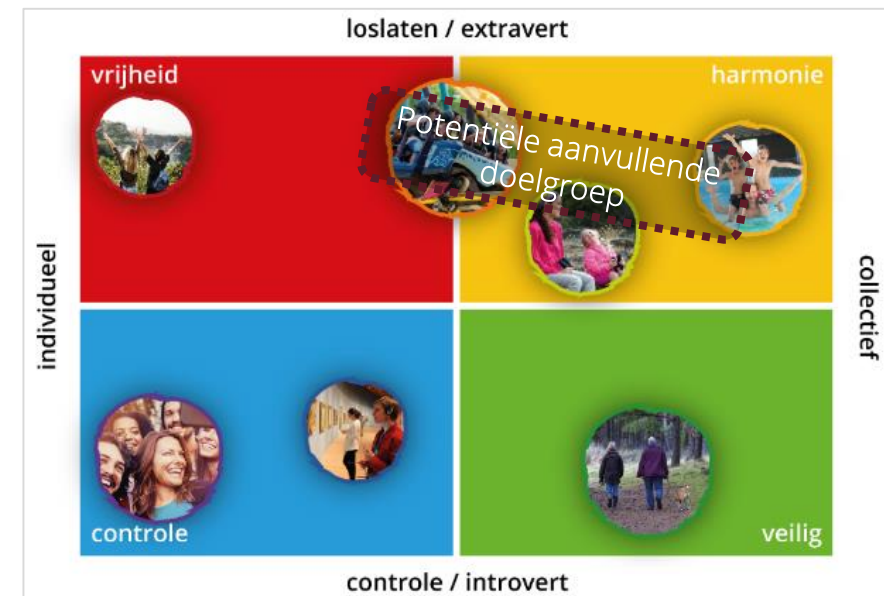 loslaten / extravert
vrijheid
harmonie
Potentiële aanvullende
doelgroep
individueel
collectief
controle
veilig
controle / introvert